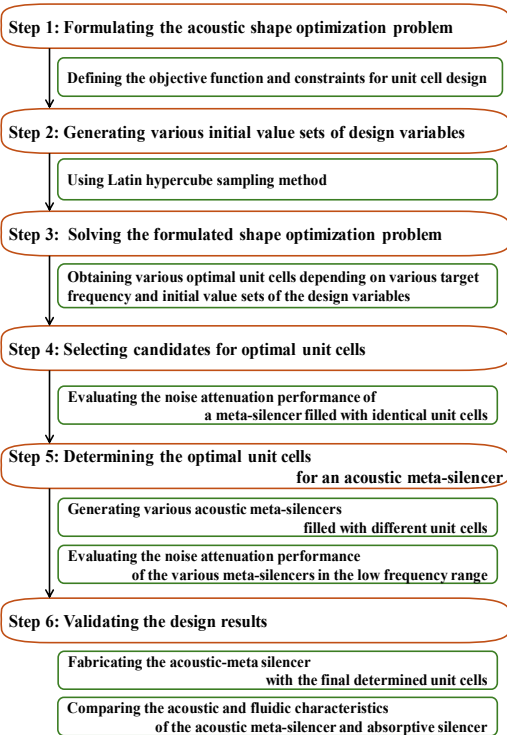 Step 1: Formulating the acoustic shape optimization problem
Defining the objective function and constraints for unit cell design
Step 2: Generating various initial value sets of design variables
Using Latin hypercube sampling method
Step 3: Solving the formulated shape optimization problem
Obtaining various optimal unit cells depending on various target
frequency and initial value sets of the design variables
Step 4: Selecting candidates for optimal unit cells
Evaluating the noise attenuation performance of
a meta-silencer filled with identical unit cells
Step 5: Determining the optimal unit cells
for an acoustic meta-silencer
Generating various acoustic meta-silencers
filled with different unit cells
Evaluating the noise attenuation performance
of the various meta-silencers in the low frequency range
Step 6: Validating the design results
Fabricating the acoustic-meta silencer
with the final determined unit cells
Comparing the acoustic and fluidic characteristics
of the acoustic meta-silencer and absorptive silencer